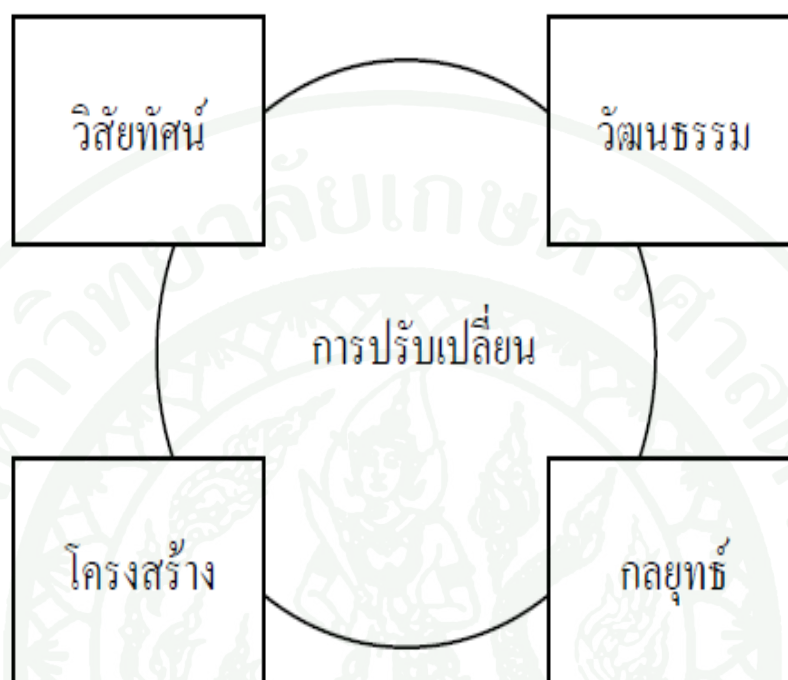 วิสัยทัศน์
วัฒนธรรม
การปรับเปลี่ยน
โครงสร้าง
กลยุทธ์